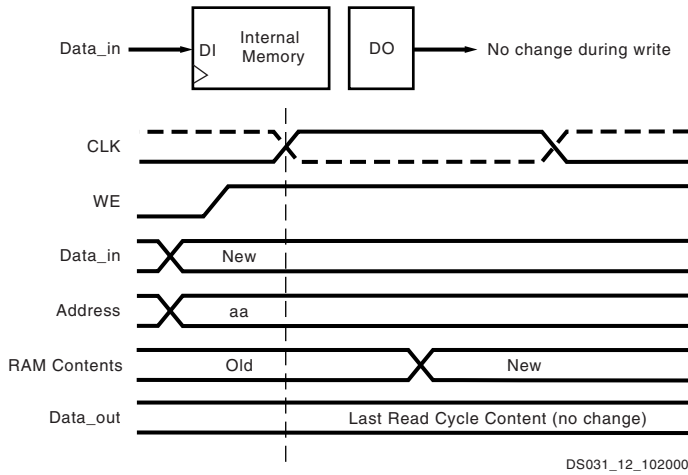 Data_in
DI
Internal
Memory
DO
No change during write
CLK
WE
Data_in
New
Address
aa
RAM Contents
Old
New
Data_out
Last Read Cycle Content (no change)
DS031_12_102000